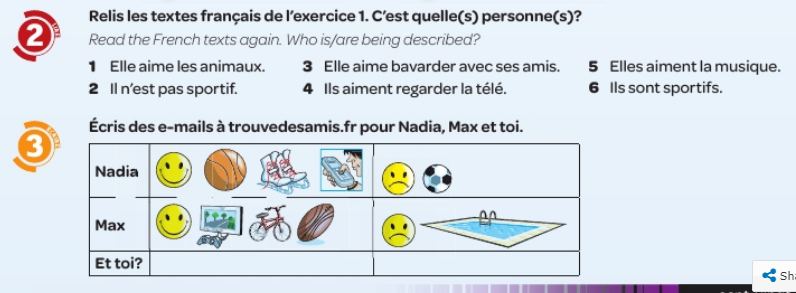 2
Relis les textes français de l'exercice 1. C'est quelle(s) personne(s)?
Read the French texts again. Who is/are being described?
1 Elle aime les animaux.
2 Il n'est pas sportif.
3 Elle aime bavarder avec ses amis.
4 Ils aiment regarder la télé.
5 Elles aiment la musique.
6 Ils sont sportifs.
3
Écris des e-mails à trouvedesamis.fr pour Nadia, Max et toi.
Nadia
Max
Et toi?
Sh